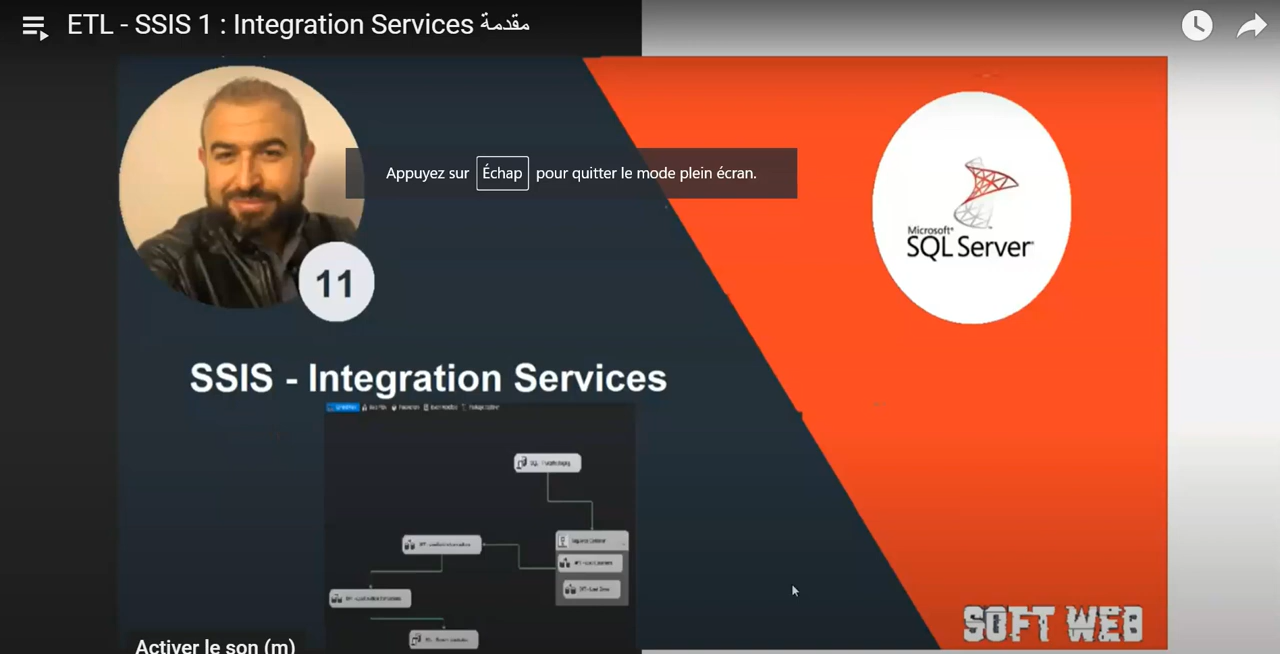 ETL - SSIS 1 : Integration Services مقدمة
Appuyez sur Échap pour quitter le mode plein écran.
11
Microsoft®
SQL Server®
SSIS - Integration Services
SOFT WEB
Activer le son (m)